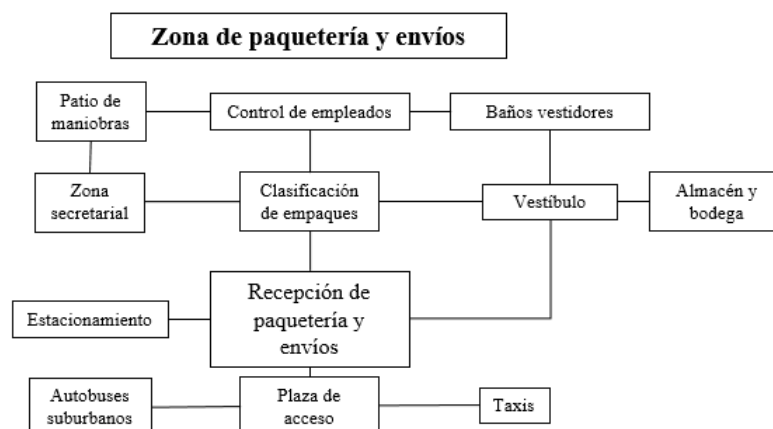 Zona de paquetería y envíos
Patio de
maniobras
Control de empleados
Baños vestidores
Zona
secretarial
Clasificación
de empaques
Vestíbulo
Almacén y
bodega
Estacionamiento
Recepción de
paquetería y
envíos
Autobuses
suburbanos
Plaza de
acceso
Taxis